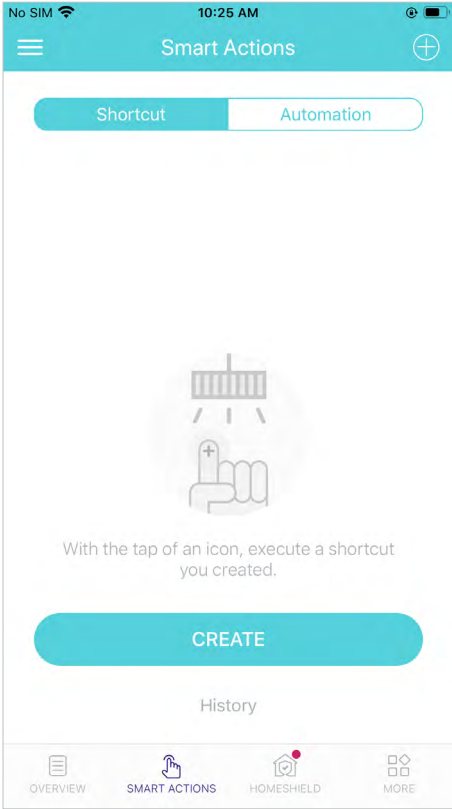 No SIM 10:25 AM
Smart Actions
Shortcut Automation
With the tap of an icon, execute a shortcut
you created.
CREATE
History
OVERVIEW SMART ACTIONS HOMESHIELD MORE